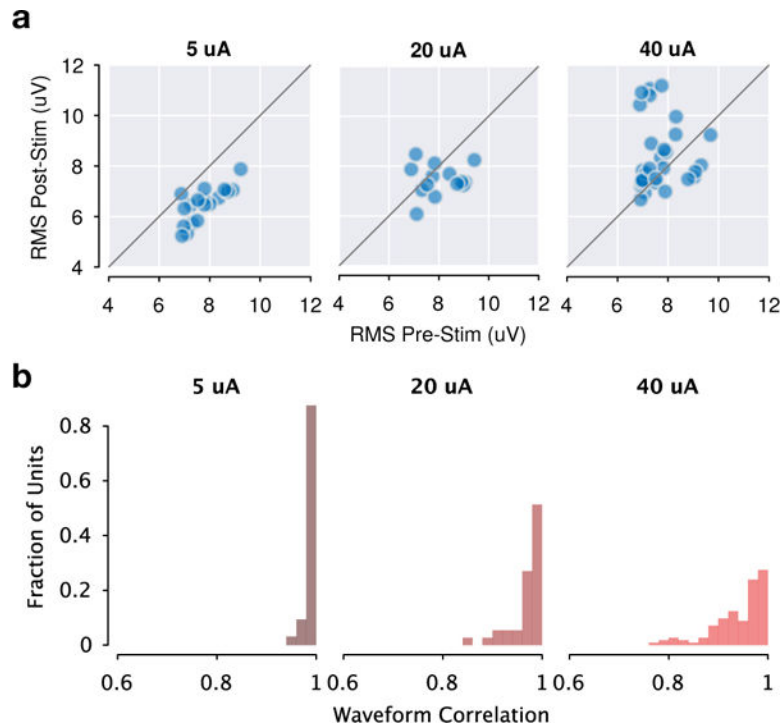 a
5 uA 20 uA 40 uA
RMS Post-Stim (uV)
12
10
8
6
4
4 6 8 10 12 4 6 8 10 12 4 6 8 10 12
RMS Pre-Stim (uV)
b
5 uA 20 uA 40 uA
Fraction of Units
0.8
0.6
0.4
0.2
0
0.6 0.8 1 0.6 0.8 1 0.6 0.8 1
Waveform Correlation